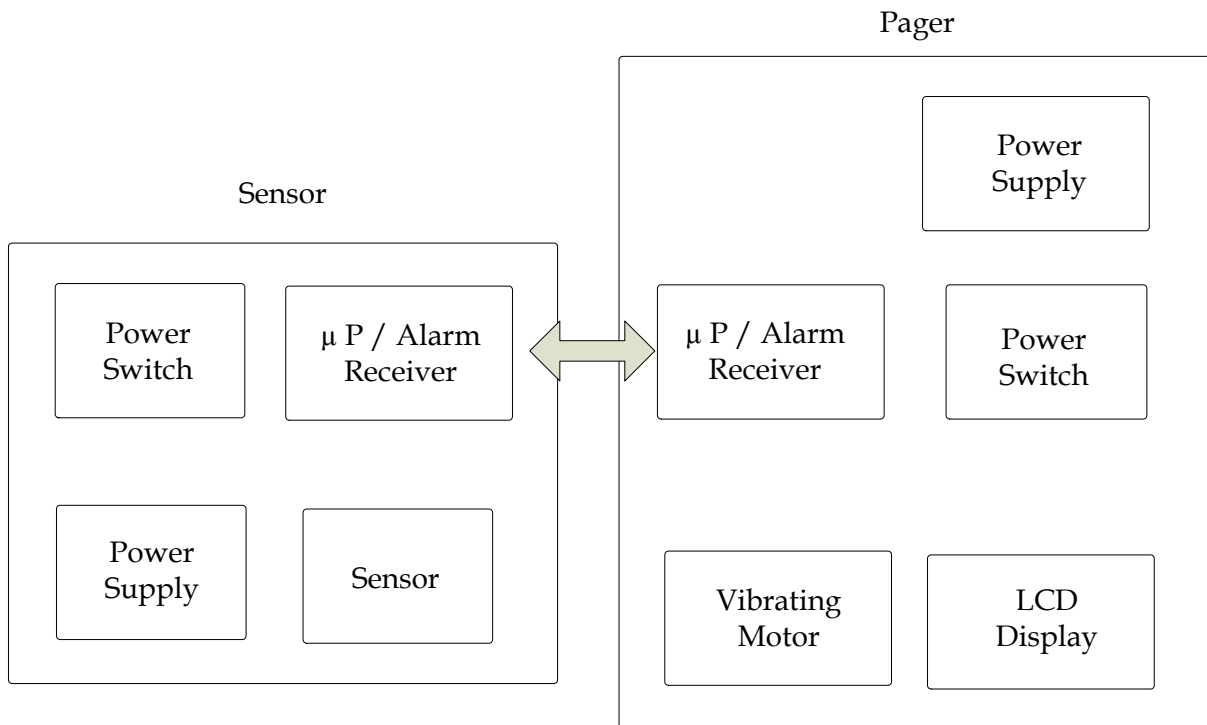 Pager
Power
Supply
Sensor
Power
Switch
μ P / Alarm
Receiver
μ P / Alarm
Receiver
Power
Switch
Power
Supply
Sensor
Vibrating
Motor
LCD
Display